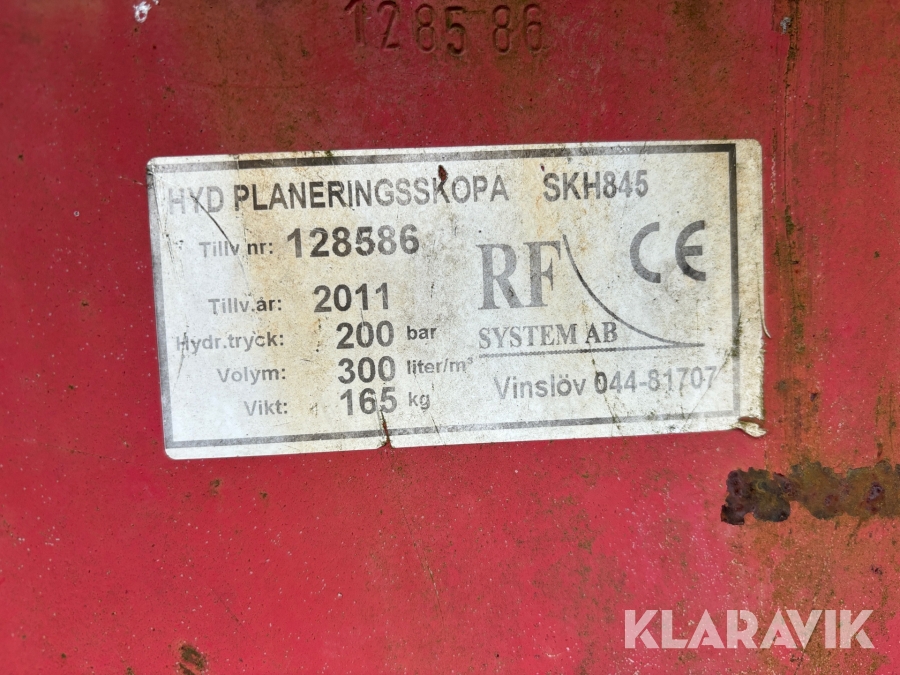 128586
HYD PLANERINGSSKOPA SKH845
Tillv.nr: 128586
Tillv.år: 2011
Hydr.tryck: 200 bar
Volym: 300 liter/m³
Vikt: 165 kg
CE
RF
SYSTEM AB
Vinslöv 044-81707
KLARAVIK